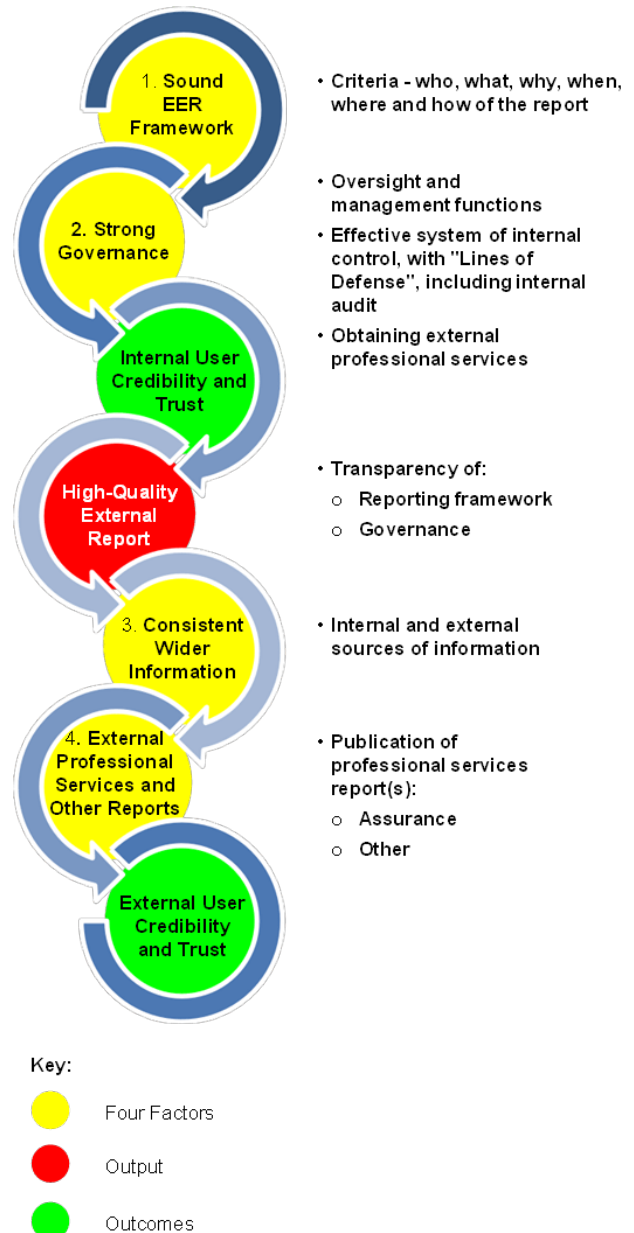 1. Sound
EER
Framework
• Criteria - who, what, why, when,
where and how of the report
2. Strong
Governance
• Oversight and
management functions
• Effective system of internal
control, with "Lines of
Defense", including internal
audit
• Obtaining external
professional services
Internal User
Credibility and
Trust
High-Quality
External
Report
• Transparency of:
o Reporting framework
o Governance
3. Consistent
Wider
Information
• Internal and external
sources of information
4. External
Professional
Services and
Other Reports
• Publication of
professional services
report(s):
o Assurance
o Other
External User
Credibility
and Trust
Key:
Four Factors
Output
Outcomes